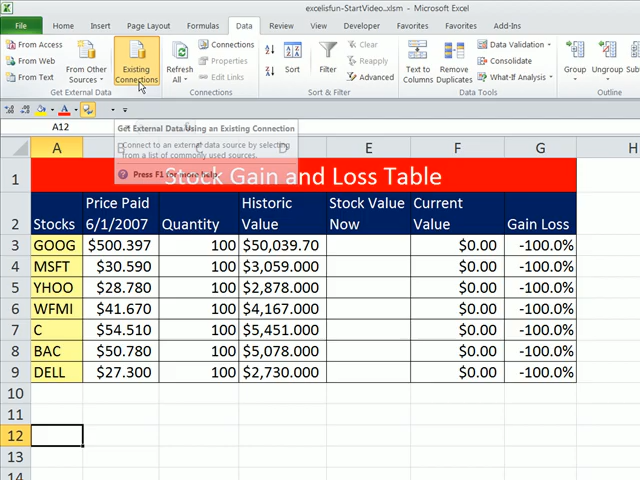 excelisfun-StartVideo..xlsm - Microsoft Excel
File Home Insert Page Layout Formulas Data Review View Developer Favorites Favorites Add-Ins
From Access
From Web
From Text
From Other
Sources
Existing
Connections
Refresh
All
Connections
Properties
Edit Links
Sort
Filter
Clear
Reapply
Advanced
Text to
Columns
Remove
Duplicates
Data Validation
Consolidate
What-If Analysis
Group
Ungroup
Get External Data Connections Sort & Filter Data Tools
A12
Get External Data Using an Existing Connection
Connect to an external data source by selecting
from a list of commonly used sources.
Press F1 for more help.
A B C D E F G H
1 Stock Gain and Loss Table
2 Stocks Price Paid 6/1/2007 Quantity Historic Value Stock Value Now Current Value Gain Loss
3 GOOG $500.397 100 $50,039.70 $0.00 -100.0%
4 MSFT $30.590 100 $3,059.000 $0.00 -100.0%
5 YHOO $28.780 100 $2,878.000 $0.00 -100.0%
6 WFMI $41.670 100 $4,167.000 $0.00 -100.0%
7 C $54.510 100 $5,451.000 $0.00 -100.0%
8 BAC $50.780 100 $5,078.000 $0.00 -100.0%
9 DELL $27.300 100 $2,730.000 $0.00 -100.0%
10
11
12
13
14